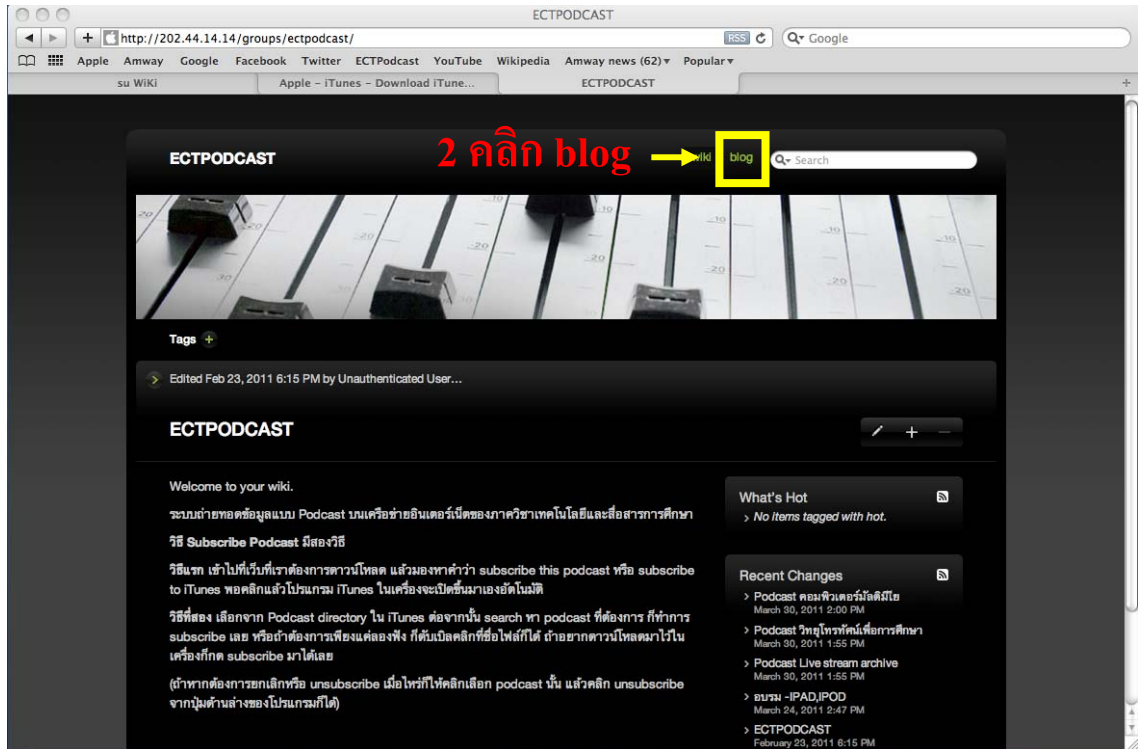 ECTPODCAST
http://202.44.14.14/groups/ectpodcast/
RSS
Google
Apple Amway Google Facebook Twitter ECTPodcast YouTube Wikipedia Amway news (62) Popular
su WiKi
Apple – iTunes – Download iTune...
ECTPODCAST
ECTPODCAST
2 คลิก blog
wiki
blog
Search
20
20
20
30
10
20
10
20
10
20
10
20
10
20
Tags +
Edited Feb 23, 2011 6:15 PM by Unauthenticated User...
ECTPODCAST
Welcome to your wiki.
ระบบถ่ายทอดข้อมูลแบบ Podcast บนเครือข่ายอินเตอร์เน็ตของภาควิชาเทคโนโลยีและสื่อสารการศึกษา
วิธี Subscribe Podcast มีสองวิธี
วิธีแรก เข้าไปที่เว็บที่เราต้องการดาวน์โหลด แล้วมองหาคำว่า subscribe this podcast หรือ subscribe
to iTunes พอคลิกแล้วโปรแกรม iTunes ในเครื่องจะเปิดขึ้นมาเองอัตโนมัติ
วิธีที่สอง เลือกจาก Podcast directory ใน iTunes ต่อจากนั้น search หา podcast ที่ต้องการ ก็ทำการ
subscribe เลย หรือถ้าต้องการเพียงแค่ลองฟัง ก็ดับเบิลคลิกที่ชื่อไฟล์ก็ได้ ถ้าอยากดาวน์โหลดมาไว้ใน
เครื่องก็กด subscribe มาได้เลย
(ถ้าหากต้องการยกเลิกหรือ unsubscribe เมื่อไหร่ก็ให้คลิกเลือก podcast นั้น แล้วคลิก unsubscribe
จากปุ่มด้านล่างของโปรแกรมก็ได้)
What's Hot
No items tagged with hot.
Recent Changes
Podcast คอมพิวเตอร์มัลติมีโย
March 30, 2011 2:00 PM
Podcast วิทยุโทรทัศน์เพื่อการศึกษา
March 30, 2011 1:55 PM
Podcast Live stream archive
March 30, 2011 1:55 PM
อบรม -IPAD,IPOD
March 24, 2011 2:47 PM
ECTPODCAST
February 23, 2011 6:15 PM